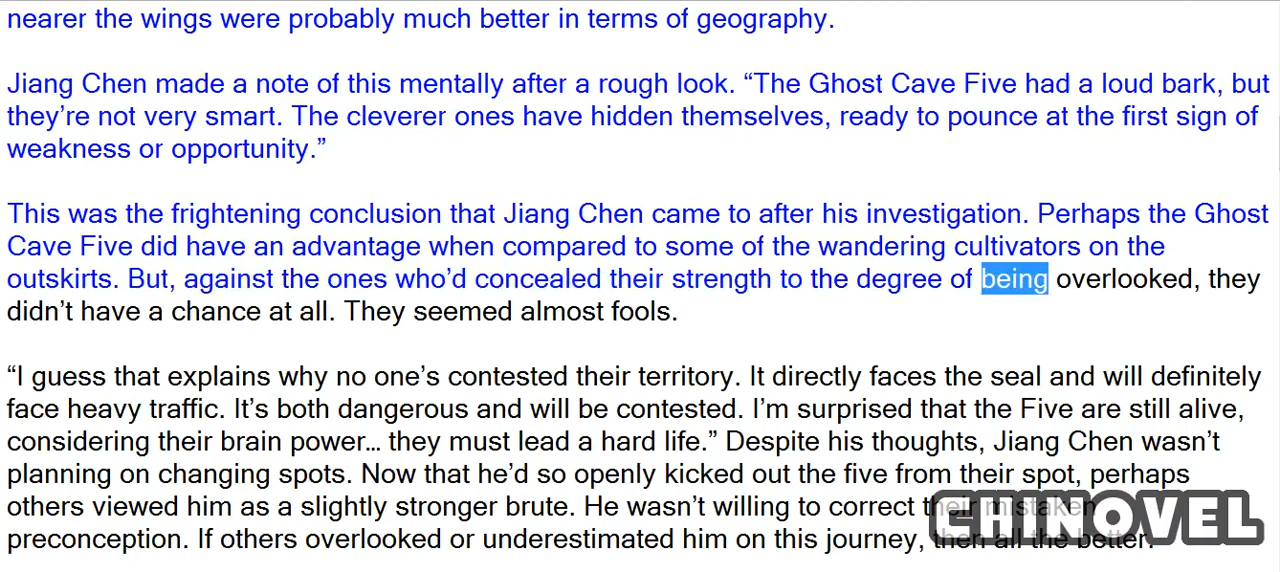 nearer the wings were probably much better in terms of geography.
Jiang Chen made a note of this mentally after a rough look. “The Ghost Cave Five had a loud bark, but
they’re not very smart. The cleverer ones have hidden themselves, ready to pounce at the first sign of
weakness or opportunity.”
This was the frightening conclusion that Jiang Chen came to after his investigation. Perhaps the Ghost
Cave Five did have an advantage when compared to some of the wandering cultivators on the
outskirts. But, against the ones who’d concealed their strength to the degree of being overlooked, they
didn’t have a chance at all. They seemed almost fools.
“I guess that explains why no one’s contested their territory. It directly faces the seal and will definitely
face heavy traffic. It’s both dangerous and will be contested. I’m surprised that the Five are still alive,
considering their brain power… they must lead a hard life.” Despite his thoughts, Jiang Chen wasn’t
planning on changing spots. Now that he’d so openly kicked out the five from their spot, perhaps
others viewed him as a slightly stronger brute. He wasn’t willing to correct their mistaken
preconception. If others overlooked or underestimated him on this journey, then all the better.
CHINOVEL